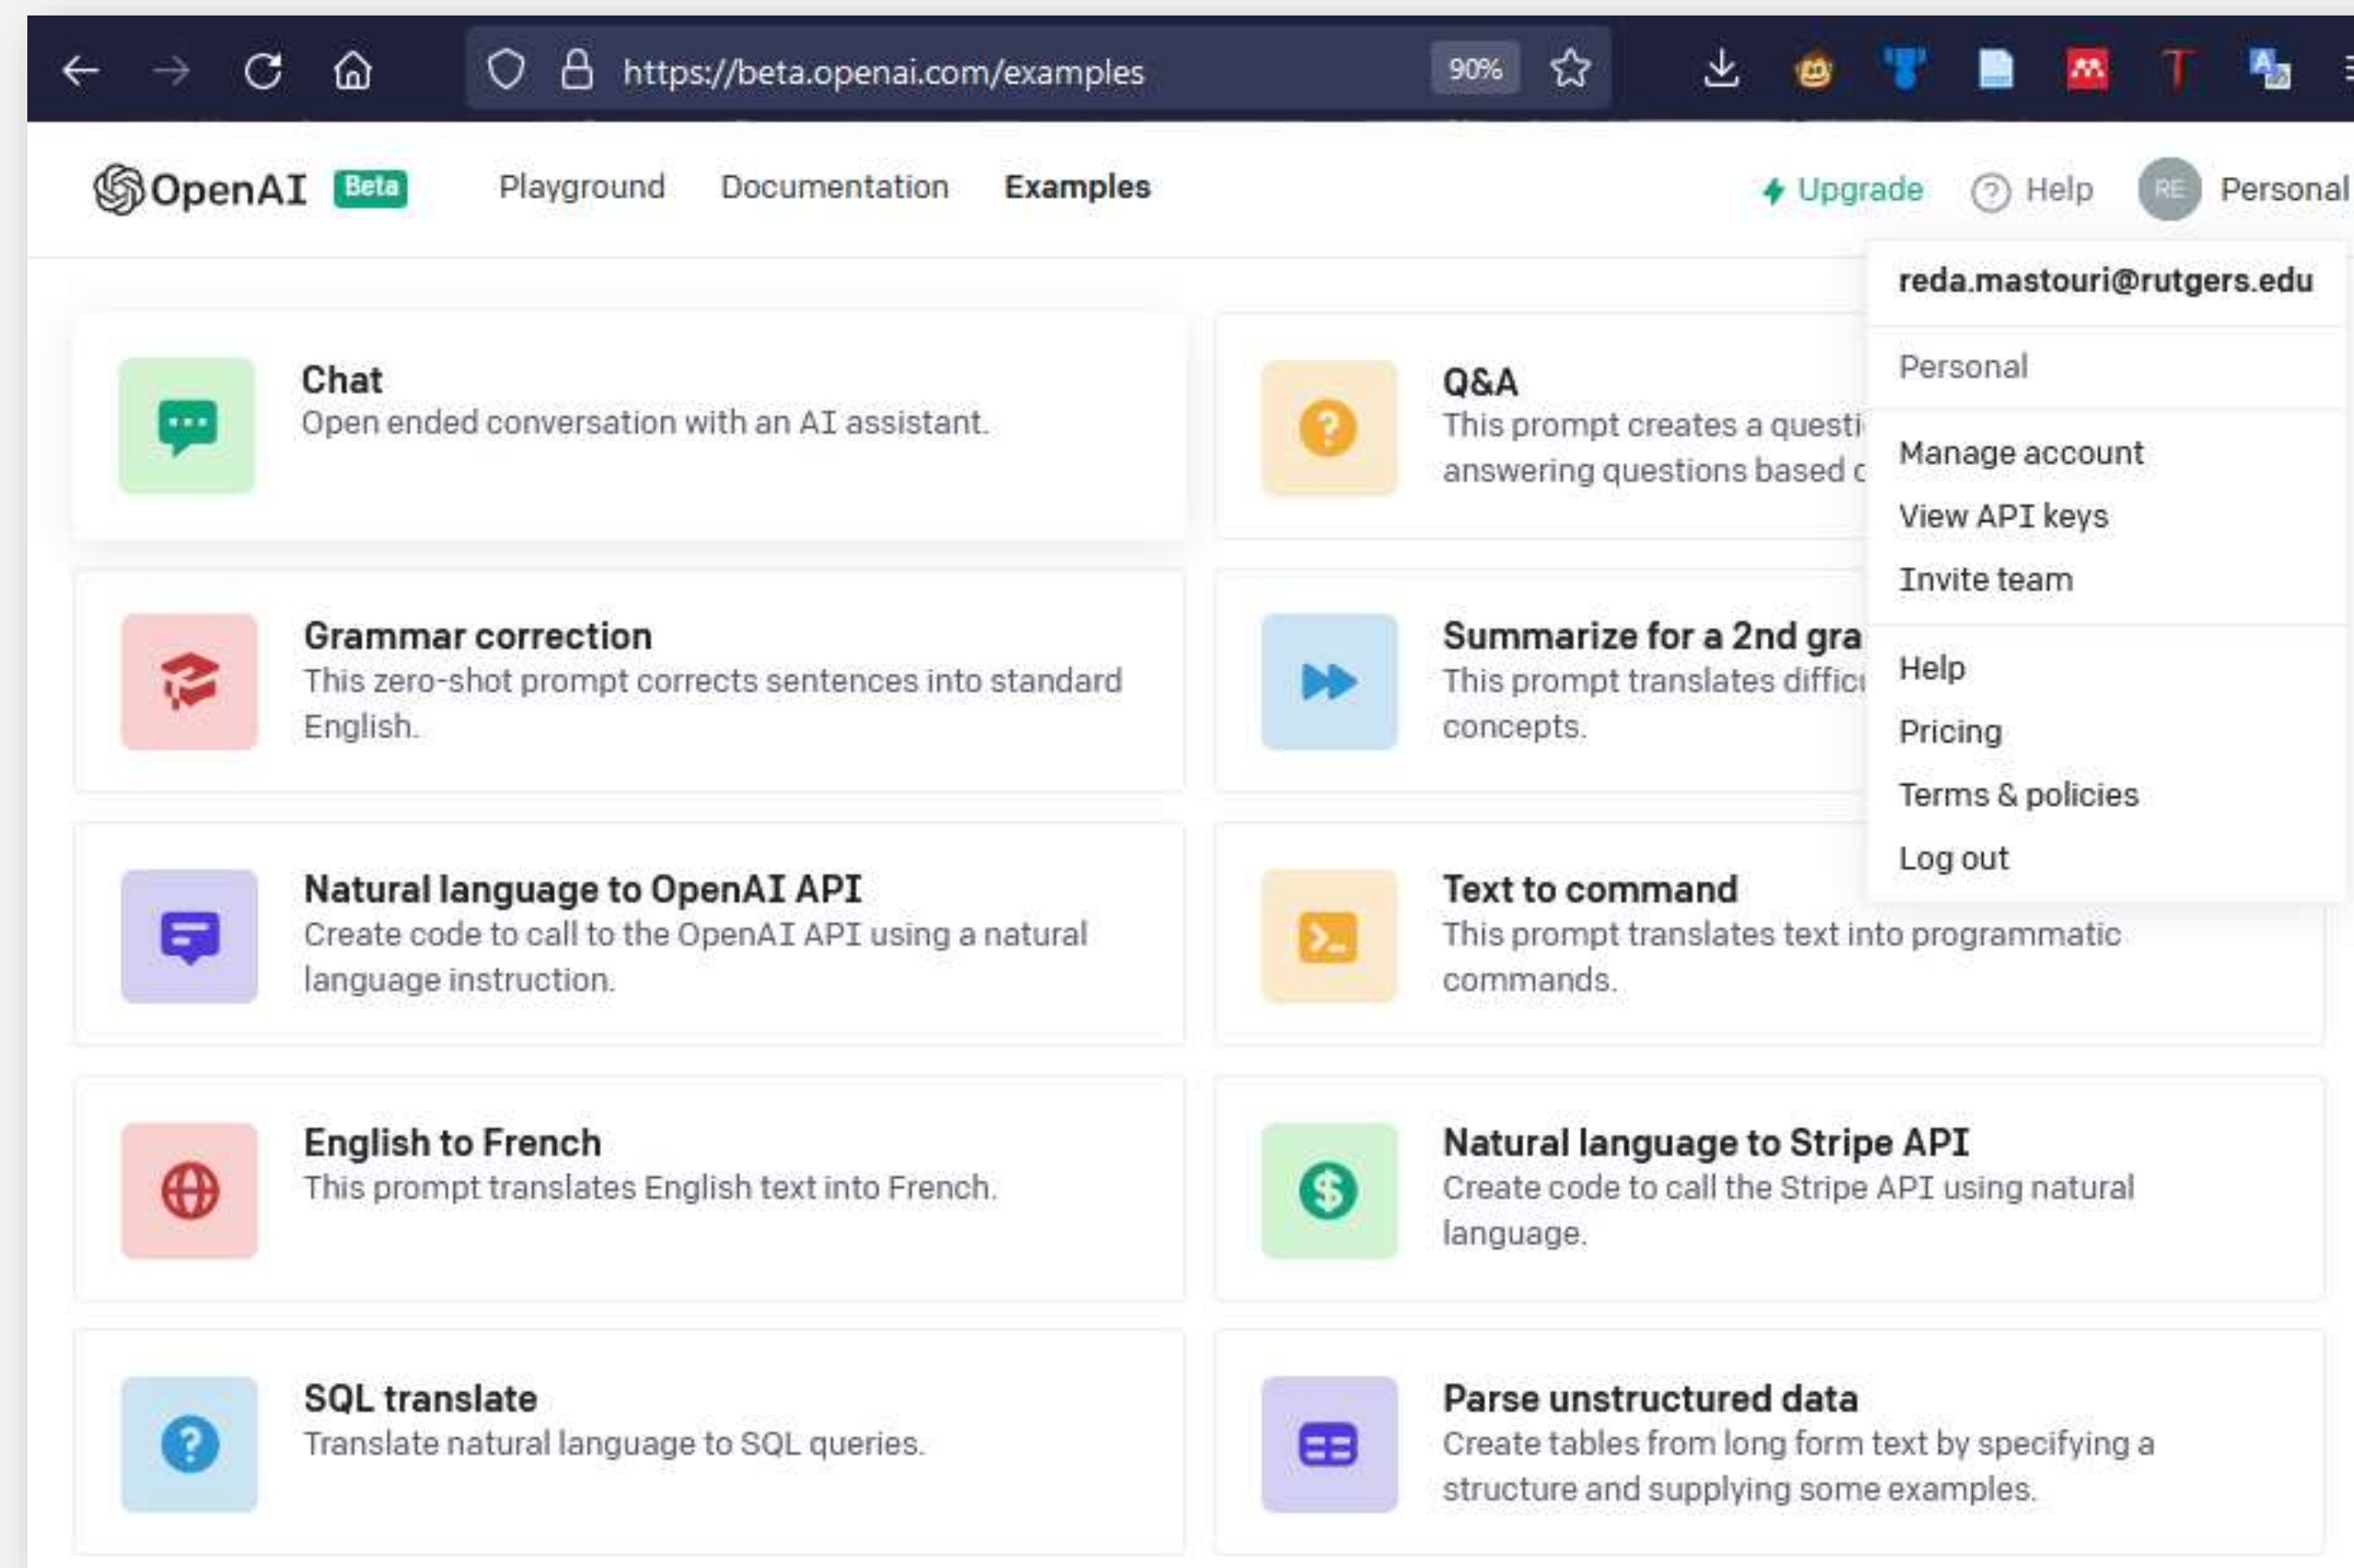 https://beta.openai.com/examples
90%
OpenAI Beta Playground Documentation Examples Upgrade Help RE Personal
reda.mastouri@rutgers.edu
Personal
Manage account
View API keys
Invite team
Help
Pricing
Terms & policies
Log out
Chat
Open ended conversation with an AI assistant.
Q&A
This prompt creates a questi
answering questions based
Grammar correction
This zero-shot prompt corrects sentences into standard
English.
Summarize for a 2nd gra
This prompt translates diffic
concepts.
Natural language to OpenAI API
Create code to call to the OpenAI API using a natural
language instruction.
Text to command
This prompt translates text into programmatic
commands.
English to French
This prompt translates English text into French.
Natural language to Stripe API
Create code to call the Stripe API using natural
language.
SQL translate
Translate natural language to SQL queries.
Parse unstructured data
Create tables from long form text by specifying a
structure and supplying some examples.